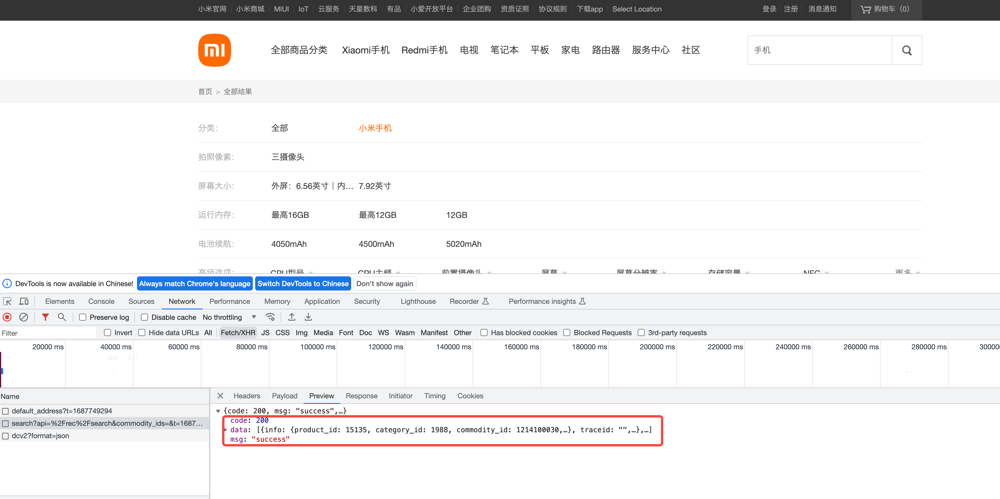 小米官网 小米商城 MIUI IoT 云服务 天星数科 有品 小爱开放平台 企业团购 资质证照 协议规则 下载app Select Location 登录 注册 消息通知 购物车（0）
全部商品分类 Xiaomi手机 Redmi手机 电视 笔记本 平板 家电 路由器 服务中心 社区 手机
首页 > 全部结果
分类： 全部 小米手机
拍照像素： 三摄像头
屏幕大小： 外屏：6.56英寸｜内… 7.92英寸
运行内存： 最高16GB 最高12GB 12GB
电池续航： 4050mAh 4500mAh 5020mAh
高级选项： CPU型号 CPU主频 前置摄像头 屏幕 屏幕分辨率 存储容量 NFC 更多
DevTools is now available in Chinese! Always match Chrome's language Switch DevTools to Chinese Don't show again
Elements Console Sources Network Performance Memory Application Security Lighthouse Recorder Performance insights
Preserve log Disable cache No throttling
Filter Invert Hide data URLs All Fetch/XHR JS CSS Img Media Font Doc WS Wasm Manifest Other Has blocked cookies Blocked Requests 3rd-party requests
20000 ms 40000 ms 60000 ms 80000 ms 100000 ms 120000 ms 140000 ms 160000 ms 180000 ms 200000 ms 220000 ms 240000 ms 260000 ms 280000 ms 30000
Name
default_address?t=1687749294
search?api=%2Frec%2Fsearch&commodity_ids=&t=1687…
dcv2?format=json
Headers Payload Preview Response Initiator Timing Cookies
{code: 200, msg: "success",…}
code: 200
data: [{info: {product_id: 15135, category_id: 1988, commodity_id: 1214100030,…}, traceid: "",…},…]
msg: "success"